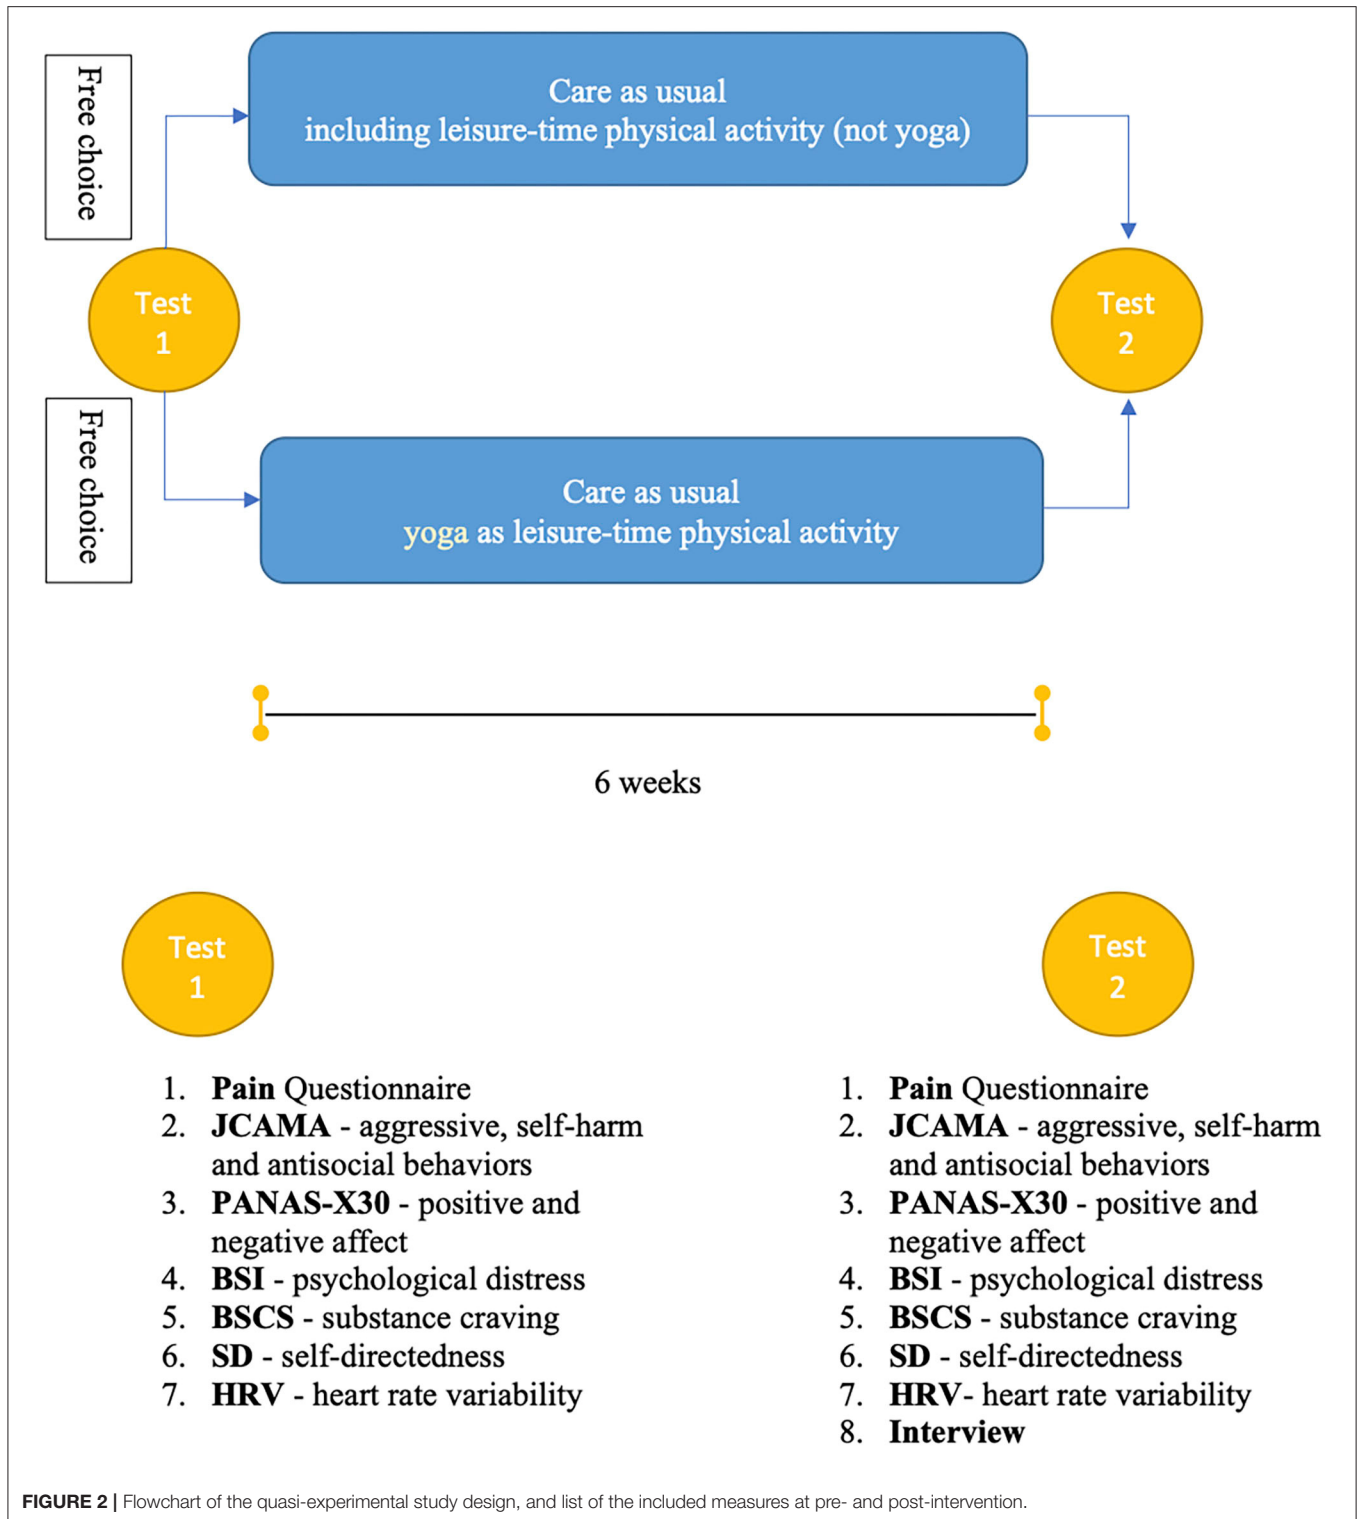 Free choice
Care as usual
including leisure-time physical activity (not yoga)
Test
1
Test
2
Free choice
Care as usual
yoga as leisure-time physical activity
6 weeks
Test
1
1. Pain Questionnaire
2. JCAMA - aggressive, self-harm
and antisocial behaviors
3. PANAS-X30 - positive and
negative affect
4. BSI - psychological distress
5. BSCS - substance craving
6. SD - self-directedness
7. HRV - heart rate variability
Test
2
1. Pain Questionnaire
2. JCAMA - aggressive, self-harm
and antisocial behaviors
3. PANAS-X30 - positive and
negative affect
4. BSI - psychological distress
5. BSCS - substance craving
6. SD - self-directedness
7. HRV- heart rate variability
8. Interview
FIGURE 2 | Flowchart of the quasi-experimental study design, and list of the included measures at pre- and post-intervention.